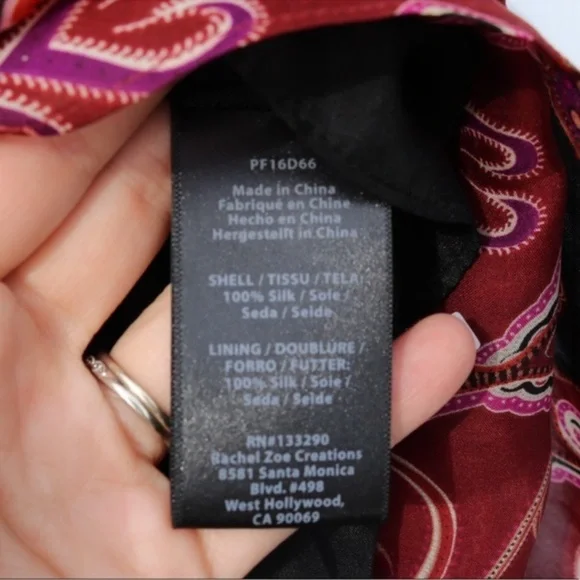 PF16D66
Made in China
Fabriqué en Chine
Hecho en China
Hergestellt in China
SHELL / TISSU / TELA:
100% Silk / Soie /
Seda / Seide
LINING / DOUBLURE /
FORRO / FUTTER:
100% Silk / Soie /
Seda / Seide
RN#133290
Rachel Zoe Creations
8581 Santa Monica
Blvd. #498
West Hollywood,
CA 90069